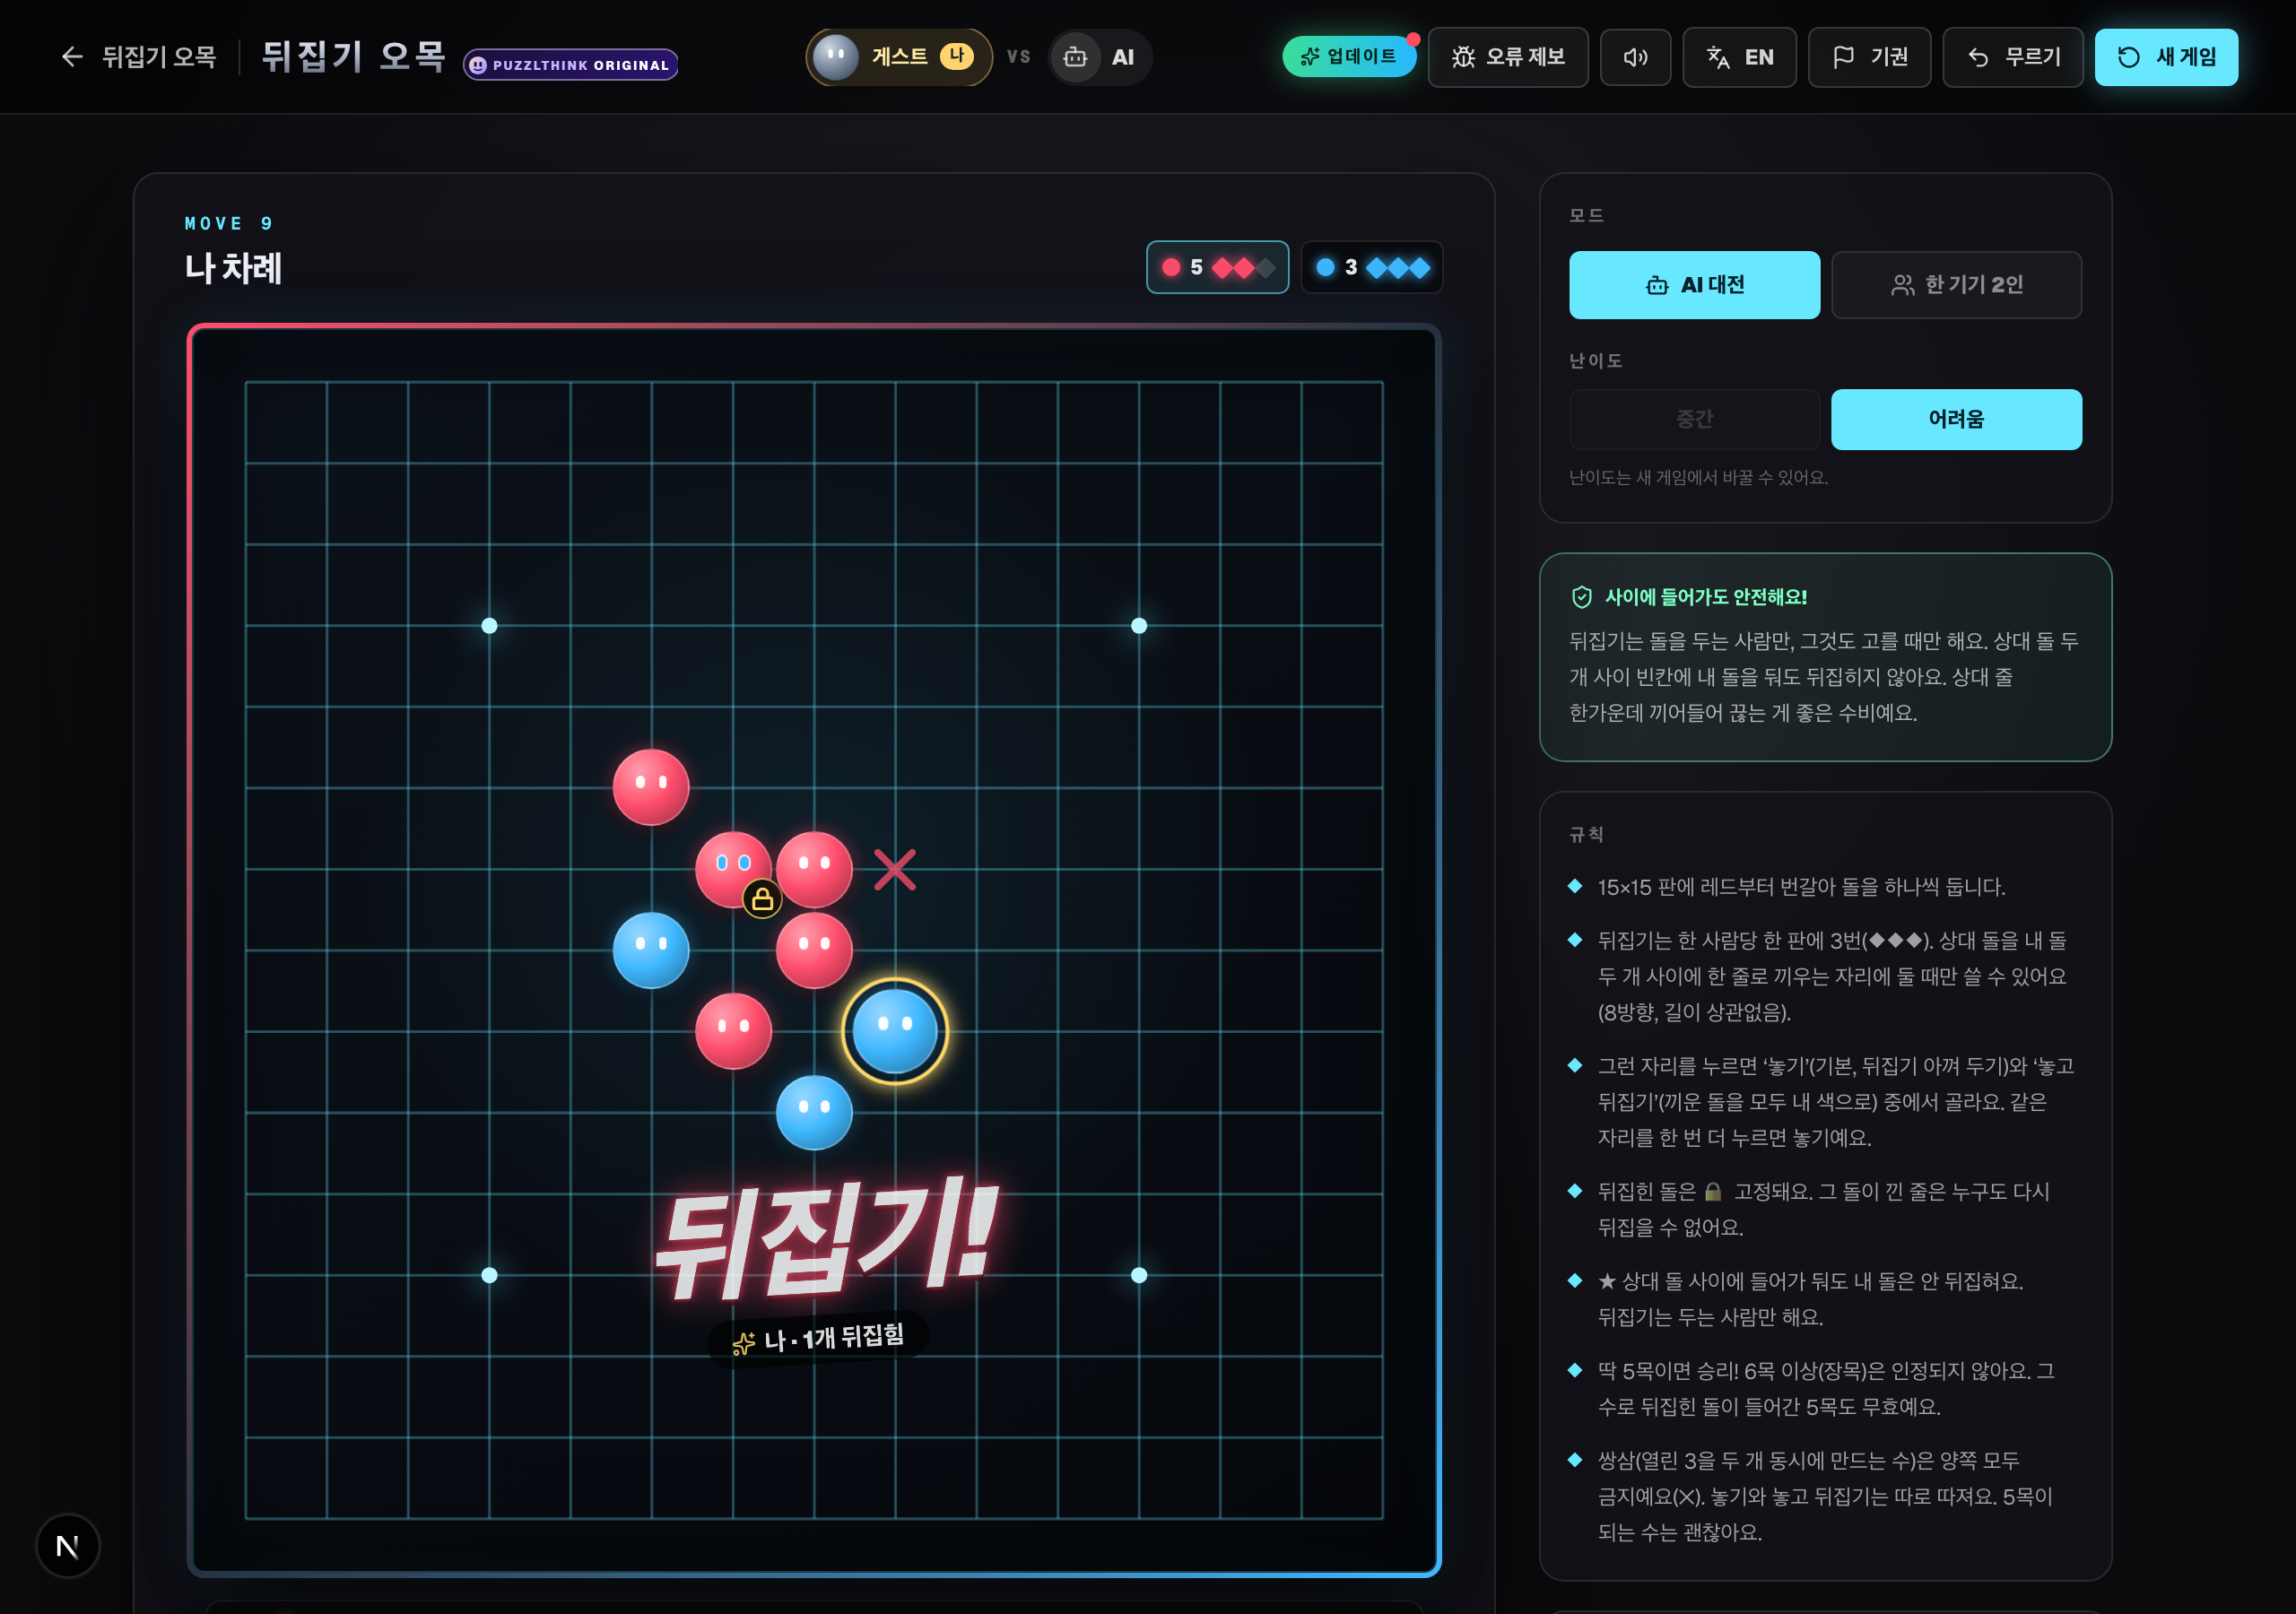 뒤집기 오목
뒤집기 오목
PUZZLTHINK ORIGINAL
게스트 나 VS AI
업데이트
오류 제보
EN
기권
무르기
새 게임
MOVE 9
나 차례
5
3
뒤집기!
나 · 1개 뒤집힘
모드
AI 대전
한 기기 2인
난이도
중간
어려움
난이도는 새 게임에서 바꿀 수 있어요.
사이에 들어가도 안전해요!
뒤집기는 돌을 두는 사람만, 그것도 고를 때만 해요. 상대 돌 두
개 사이 빈칸에 내 돌을 둬도 뒤집히지 않아요. 상대 줄
한가운데 끼어들어 끊는 게 좋은 수비예요.
규칙
15×15 판에 레드부터 번갈아 돌을 하나씩 둡니다.
뒤집기는 한 사람당 한 판에 3번(◆◆◆). 상대 돌을 내 돌
두 개 사이에 한 줄로 끼우는 자리에 둘 때만 쓸 수 있어요
(8방향, 길이 상관없음).
그런 자리를 누르면 ‘놓기’(기본, 뒤집기 아껴 두기)와 ‘놓고
뒤집기’(끼운 돌을 모두 내 색으로) 중에서 골라요. 같은
자리를 한 번 더 누르면 놓기예요.
뒤집힌 돌은 🔒 고정돼요. 그 돌이 낀 줄은 누구도 다시
뒤집을 수 없어요.
★ 상대 돌 사이에 들어가 둬도 내 돌은 안 뒤집혀요.
뒤집기는 두는 사람만 해요.
딱 5목이면 승리! 6목 이상(장목)은 인정되지 않아요. 그
수로 뒤집힌 돌이 들어간 5목도 무효예요.
쌍삼(열린 3을 두 개 동시에 만드는 수)은 양쪽 모두
금지예요(✕). 놓기와 놓고 뒤집기는 따로 따져요. 5목이
되는 수는 괜찮아요.
N